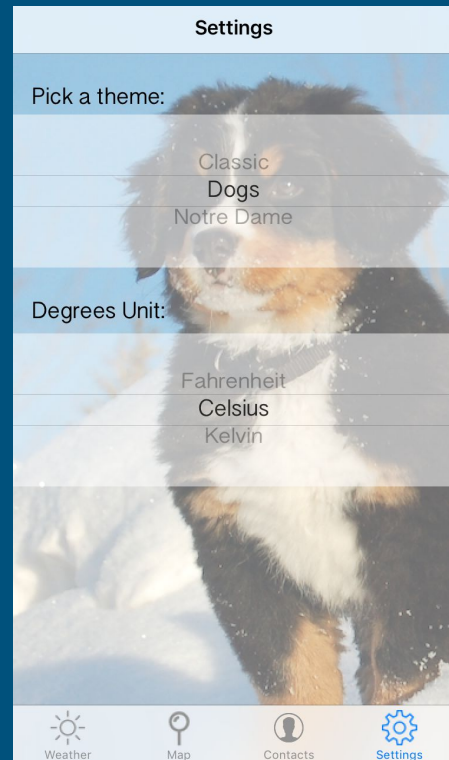 Settings
Pick a theme:
Classic
Dogs
Notre Dame
Degrees Unit:
Fahrenheit
Celsius
Kelvin
Weather Map Contacts Settings